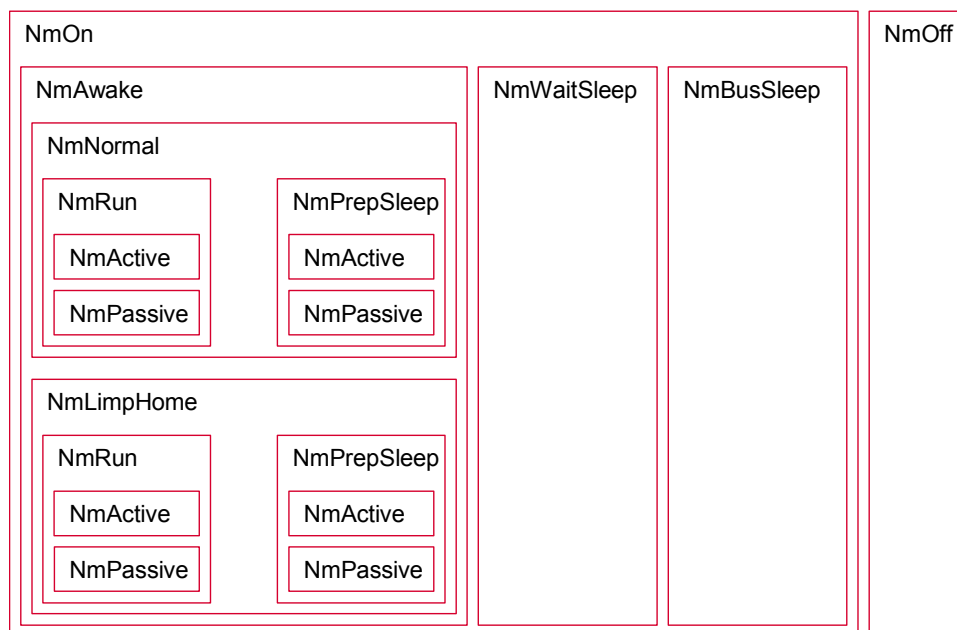 NmOn
NmOff
NmAwake
NmWaitSleep
NmBusSleep
NmNormal
NmRun
NmPrepSleep
NmActive
NmActive
NmPassive
NmPassive
NmLimpHome
NmRun
NmPrepSleep
NmActive
NmActive
NmPassive
NmPassive